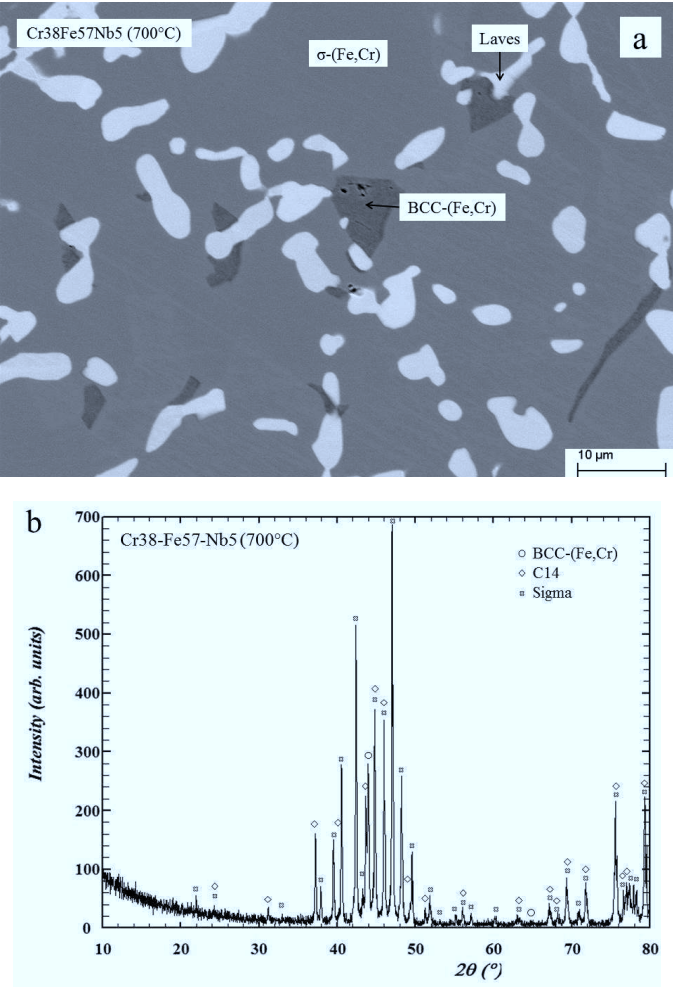 Cr38Fe57Nb5 (700°C)
σ-(Fe,Cr)
Laves
a
BCC-(Fe,Cr)
10 µm
b
700
Cr38-Fe57-Nb5 (700°C)
BCC-(Fe,Cr)
C14
Sigma
600
500
400
300
200
100
0
Intensity (arb. units)
10 20 30 40 50 60 70 80
2θ (°)